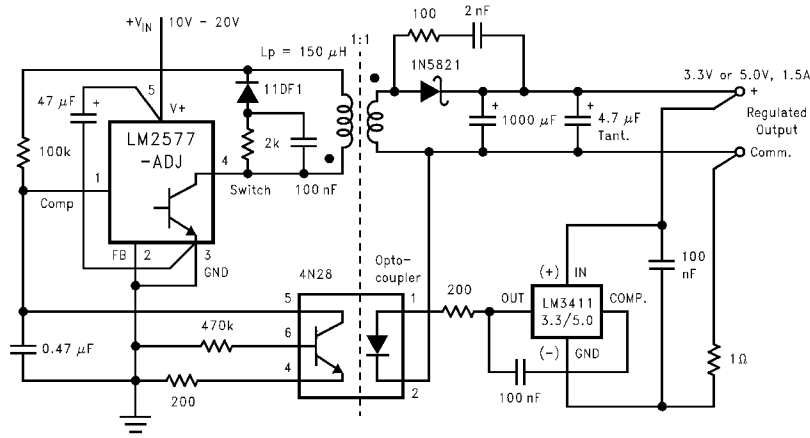 +VIN 10V - 20V
Lp = 150 μH
1:1
100
2 nF
1N5821
3.3V or 5.0V, 1.5A
+
Regulated
Output
Comm.
5
47 μF
+
V+
11DF1
LM2577
-ADJ
100k
2k
4
1
Comp
Switch
100 nF
+
1000 μF
+
4.7 μF
Tant.
FB
2
3
GND
4N28
Opto-
coupler
5
1
200
OUT
(+)
IN
LM3411
3.3/5.0
COMP.
100
nF
470k
6
(-)
GND
0.47 μF
4
2
200
100 nF
1Ω